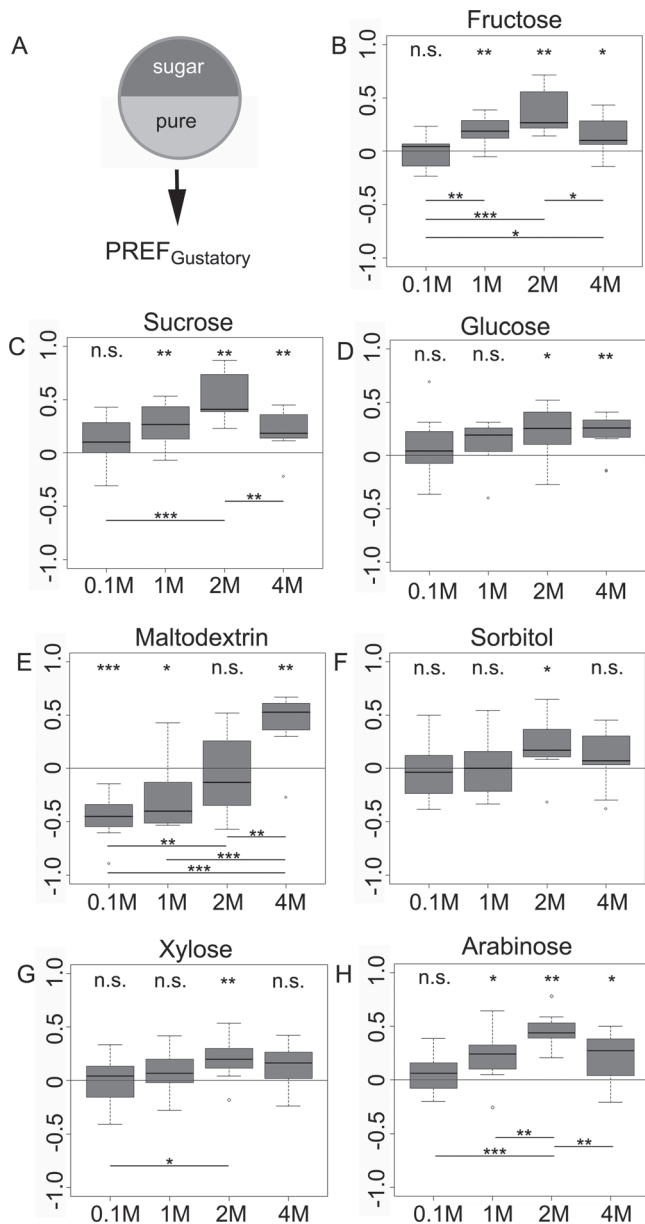 A
sugar
pure
PREFGustatory
B
Fructose
n.s. ** ** *
1.0
0.5
0
-0.5
-1.0
** *
***
*
0.1M 1M 2M 4M
C
Sucrose
n.s. ** ** **
1.0
0.5
0
-0.5
-1.0
**
***
0.1M 1M 2M 4M
D
Glucose
n.s. n.s. * **
1.0
0.5
0
-0.5
-1.0
0.1M 1M 2M 4M
E
Maltodextrin
*** * n.s. **
1.0
0.5
0
-0.5
-1.0
** **
***
***
0.1M 1M 2M 4M
F
Sorbitol
n.s. n.s. * n.s.
1.0
0.5
0
-0.5
-1.0
0.1M 1M 2M 4M
G
Xylose
n.s. n.s. ** n.s.
1.0
0.5
0
-0.5
-1.0
*
0.1M 1M 2M 4M
H
Arabinose
n.s. * ** *
1.0
0.5
0
-0.5
-1.0
**
*** **
0.1M 1M 2M 4M